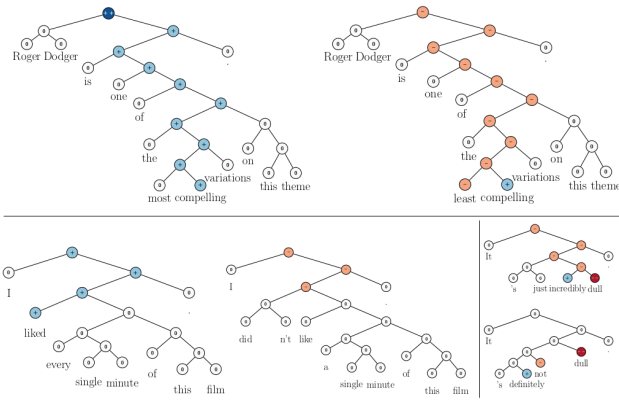 Roger Dodger
is
one
of
the
most compelling
variations
on
this theme
.
Roger Dodger
is
one
of
the
least compelling
variations
on
this theme
.
I
liked
every
single minute
of
this film
.
I
did n't like
a
single minute
of
this film
.
It
's just incredibly dull
.
It
's definitely
not
dull
.